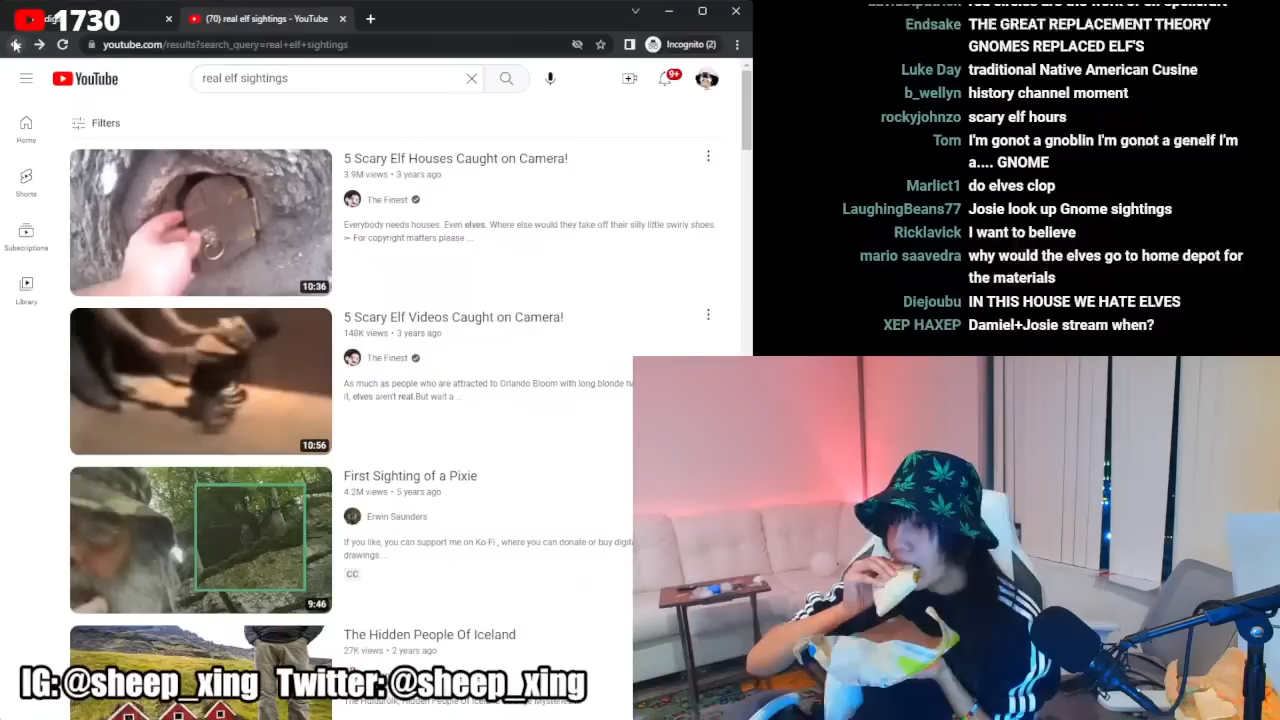 1730
(70) real elf sightings - YouTube
youtube.com/results?search_query=real+elf+sightings
Incognito (2)
YouTube
real elf sightings
9+
Home
Shorts
Subscriptions
Library
Filters
5 Scary Elf Houses Caught on Camera!
3.9M views • 3 years ago
The Finest
Everybody needs houses. Even elves. Where else would they take off their silly little swirly shoes.
➢ For copyright matters please ...
10:36
5 Scary Elf Videos Caught on Camera!
148K views • 3 years ago
The Finest
As much as people who are attracted to Orlando Bloom with long blonde
it, elves aren't real.But wait a ...
10:56
First Sighting of a Pixie
4.2M views • 5 years ago
Erwin Saunders
If you like, you can support me on Ko-Fi , where you can donate or buy
drawings ...
CC
9:46
The Hidden People Of Iceland
27K views • 2 years ago
IG:@sheep_xing Twitter:@sheep_xing
Endsake THE GREAT REPLACEMENT THEORY
GNOMES REPLACED ELF'S
Luke Day traditional Native American Cusine
b_wellyn history channel moment
rockyjohnzo scary elf hours
Tom I'm gonot a gnoblin I'm gonot a genelf I'm
a.... GNOME
Marlict1 do elves clop
LaughingBeans77 Josie look up Gnome sightings
Ricklavick I want to believe
mario saavedra why would the elves go to home depot for
the materials
Diejoubu IN THIS HOUSE WE HATE ELVES
XEP HAXEP Damiel+Josie stream when?